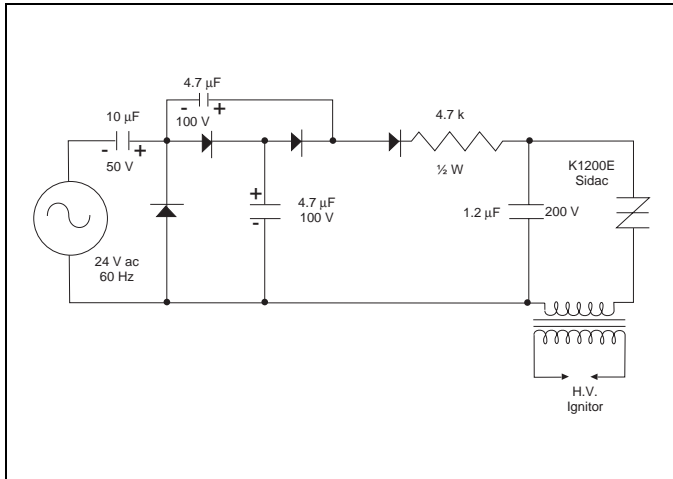 4.7 μF
- +
100 V
10 μF
- +
50 V
4.7 k
½ W
K1200E
Sidac
+
4.7 μF
100 V
-
1.2 μF
200 V
24 V ac
60 Hz
H.V.
Ignitor